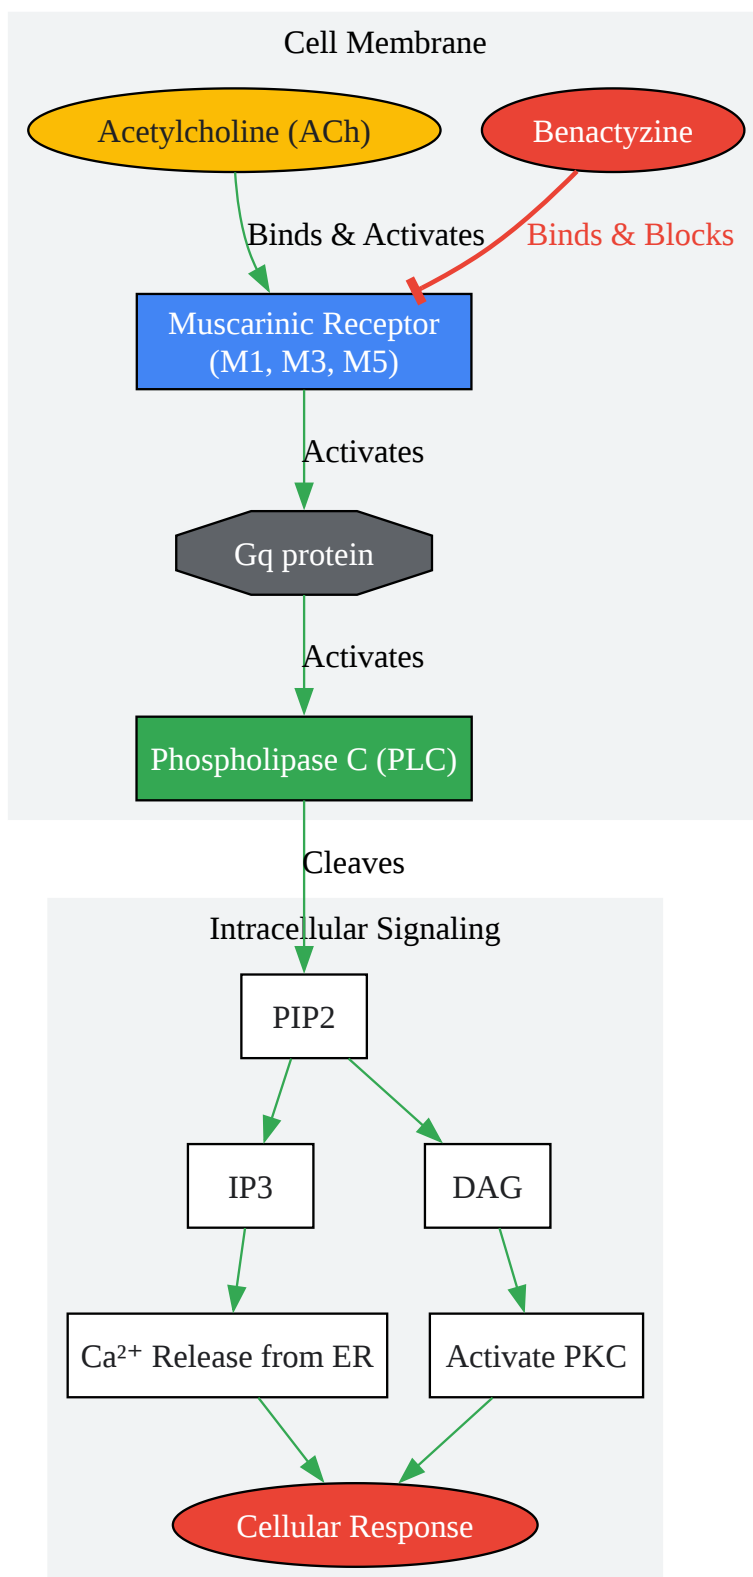 Cell Membrane
Acetylcholine (ACh)
Benactyzine
Binds & Activates
Binds & Blocks
Muscarinic Receptor
(M1, M3, M5)
Activates
Gq protein
Activates
Phospholipase C (PLC)
Cleaves
Intracellular Signaling
PIP2
IP3
DAG
Ca²⁺ Release from ER
Activate PKC
Cellular Response